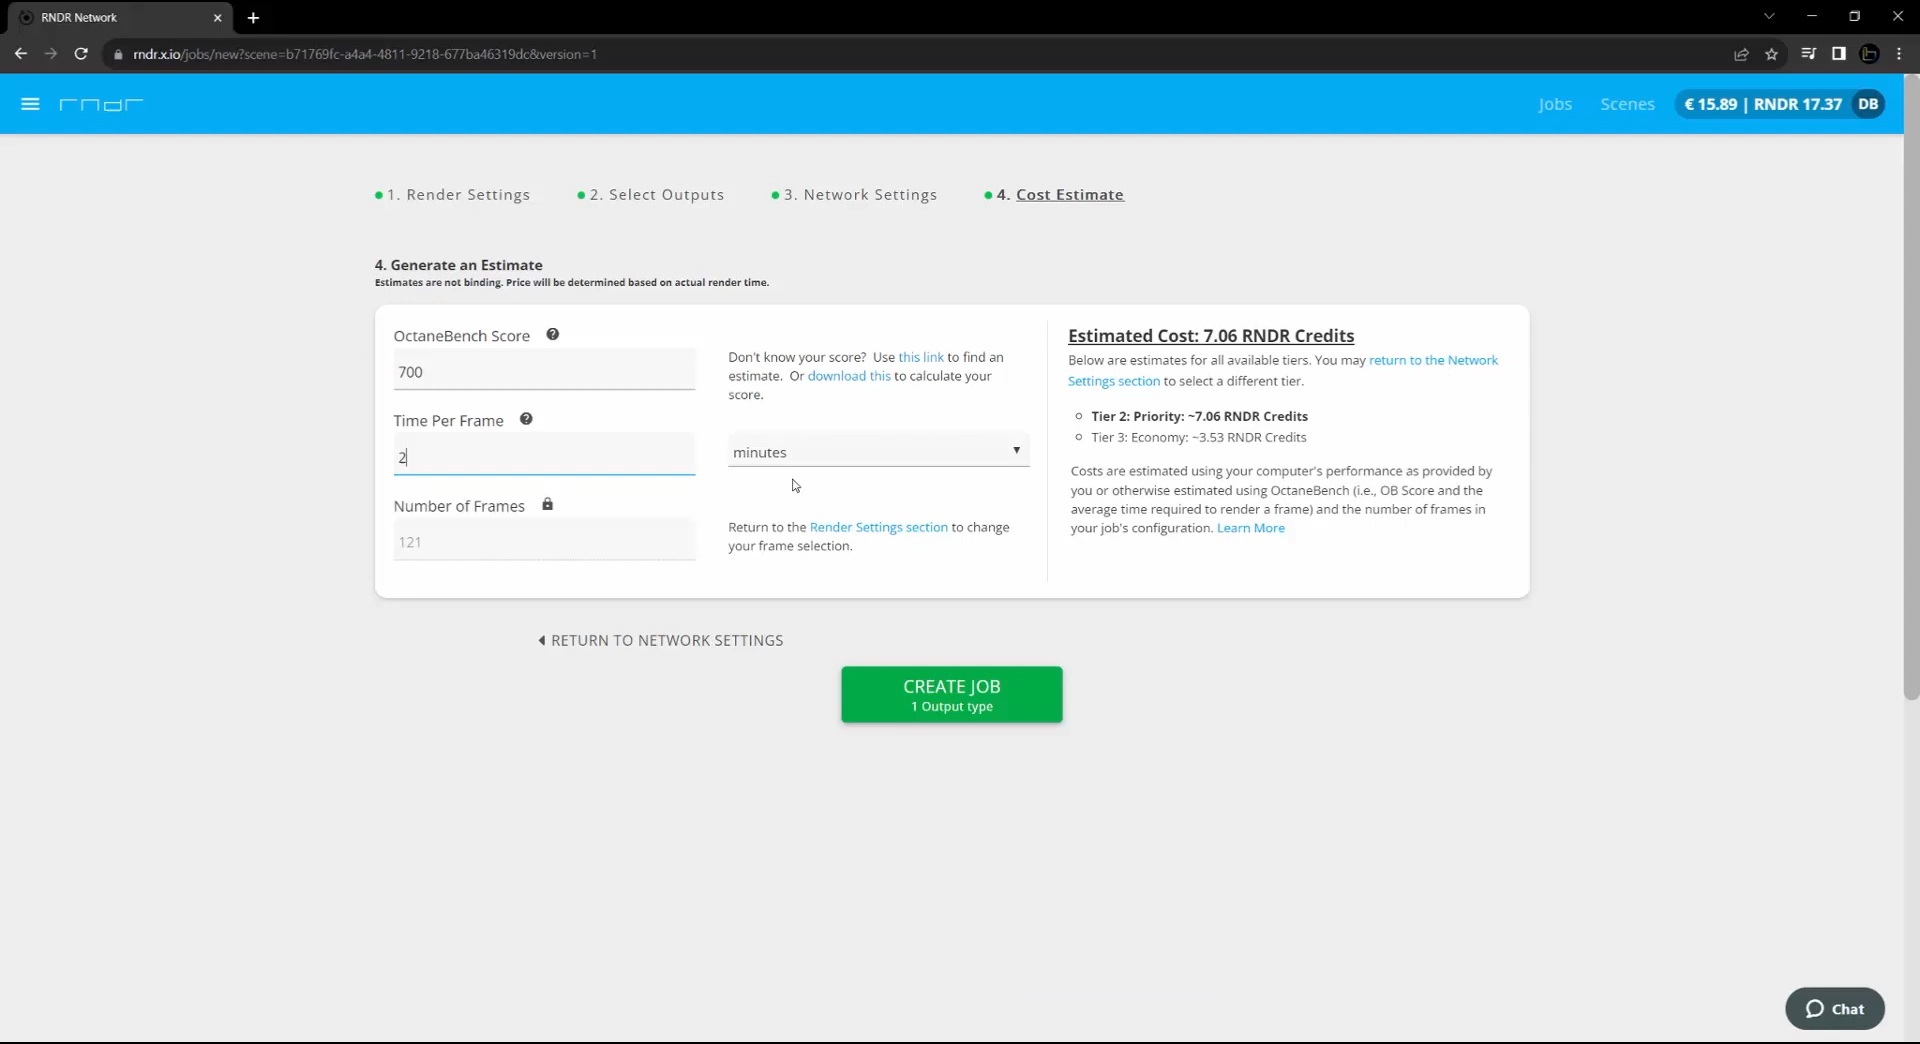 RNDR Network
rndr.x.io/jobs/new?scene=b71769fc-a4a4-4811-9218-677ba46319dc&version=1
rndr
Jobs
Scenes
€ 15.89 | RNDR 17.37
DB
1. Render Settings
2. Select Outputs
3. Network Settings
4. Cost Estimate
4. Generate an Estimate
Estimates are not binding. Price will be determined based on actual render time.
OctaneBench Score
700
Don't know your score? Use this link to find an
estimate. Or download this to calculate your
score.
Time Per Frame
2
minutes
Number of Frames
121
Return to the Render Settings section to change
your frame selection.
Estimated Cost: 7.06 RNDR Credits
Below are estimates for all available tiers. You may return to the Network
Settings section to select a different tier.
Tier 2: Priority: ~7.06 RNDR Credits
Tier 3: Economy: ~3.53 RNDR Credits
Costs are estimated using your computer's performance as provided by
you or otherwise estimated using OctaneBench (i.e., OB Score and the
average time required to render a frame) and the number of frames in
your job's configuration. Learn More
RETURN TO NETWORK SETTINGS
CREATE JOB
1 Output type
Chat